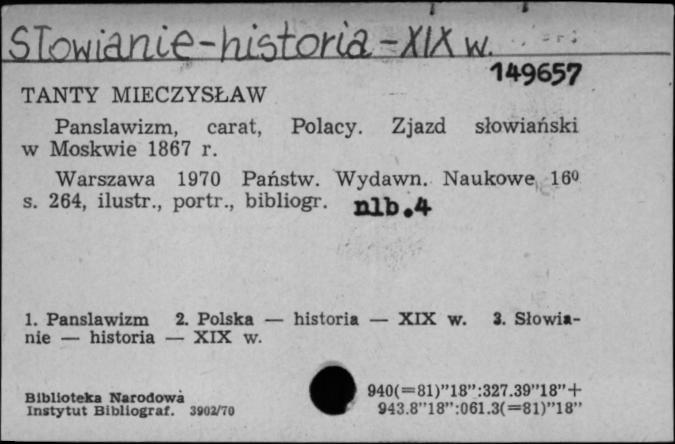 Słowianie-historia-XIX w.
149657
TANTY MIECZYSŁAW
Panslawizm, carat, Polacy. Zjazd słowiański
w Moskwie 1867 r.
Warszawa 1970 Państw. Wydawn. Naukowe 16⁰
s. 264, ilustr., portr., bibliogr. nlb.4
1. Panslawizm 2. Polska — historia — XIX w. 3. Słowia-
nie — historia — XIX w.
Biblioteka Narodowa
Instytut Bibliograf. 3902/70
940(=81)"18":327.39"18"+
943.8"18":061.3(=81)"18"